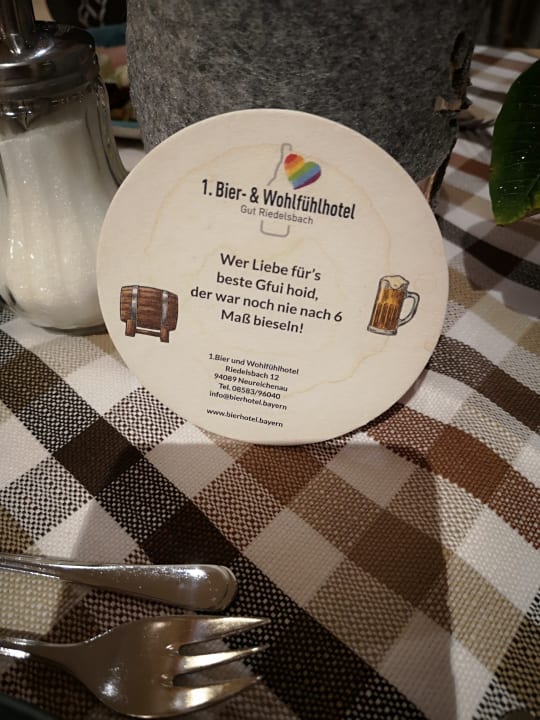 1. Bier- & Wohlfühlhotel
Gut Riedelsbach
Wer Liebe für's
beste Gfui hoid,
der war noch nie nach 6
Maß bieseln!
1.Bier und Wohlfühlhotel
Riedelsbach 12
94089 Neureichenau
Tel. 08583/96040
info@bierhotel.bayern
www.bierhotel.bayern